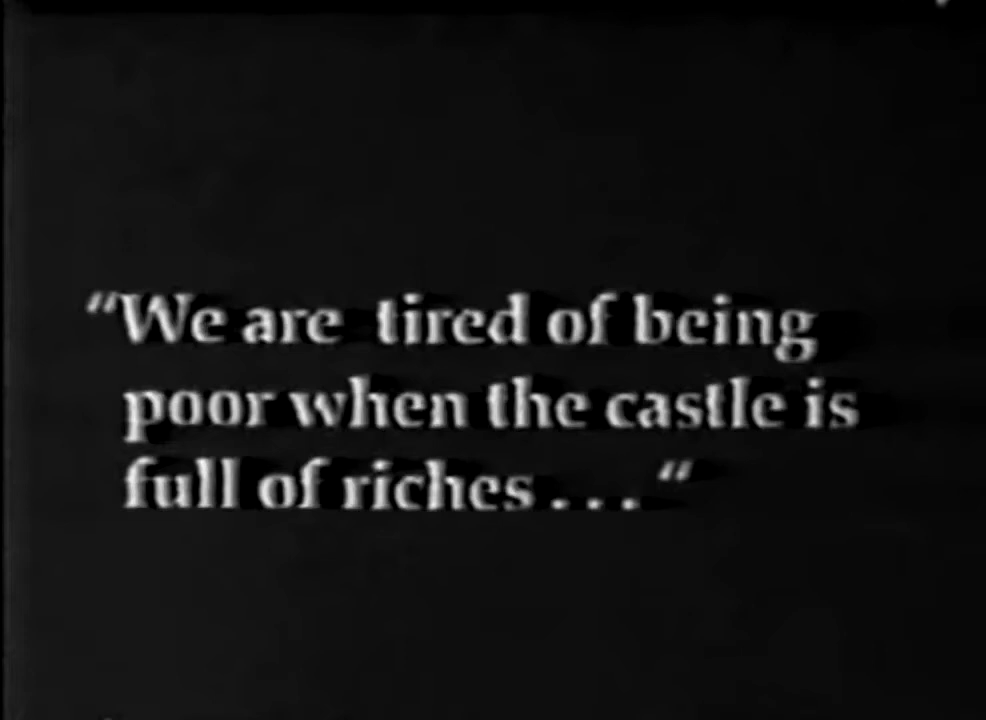 “We are tired of being
poor when the castle is
full of riches . . . “